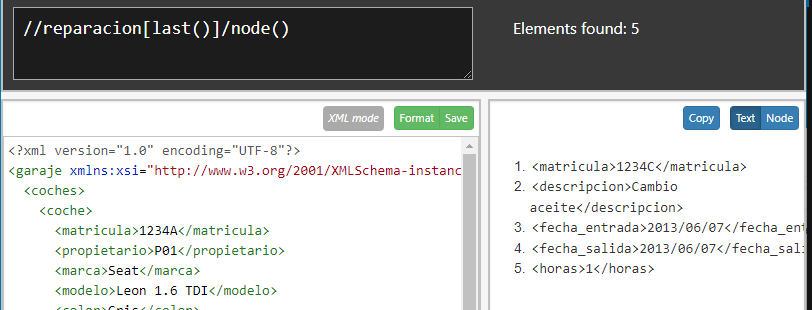 //reparacion[last()]/node()
Elements found: 5
XML mode
Format
Save
<?xml version="1.0" encoding="UTF-8"?>
<garaje xmlns:xsi="http://www.w3.org/2001/XMLSchema-instanc
<coches>
<coche>
<matricula>1234A</matricula>
<propietario>P01</propietario>
<marca>Seat</marca>
<modelo>Leon 1.6 TDI</modelo>
<color>Gris</color>
Copy
Text
Node
1. <matricula>1234C</matricula>
2. <descripcion>Cambio
aceite</descripcion>
3. <fecha_entrada>2013/06/07</fecha_ent
4. <fecha_salida>2013/06/07</fecha_sali
5. <horas>1</horas>